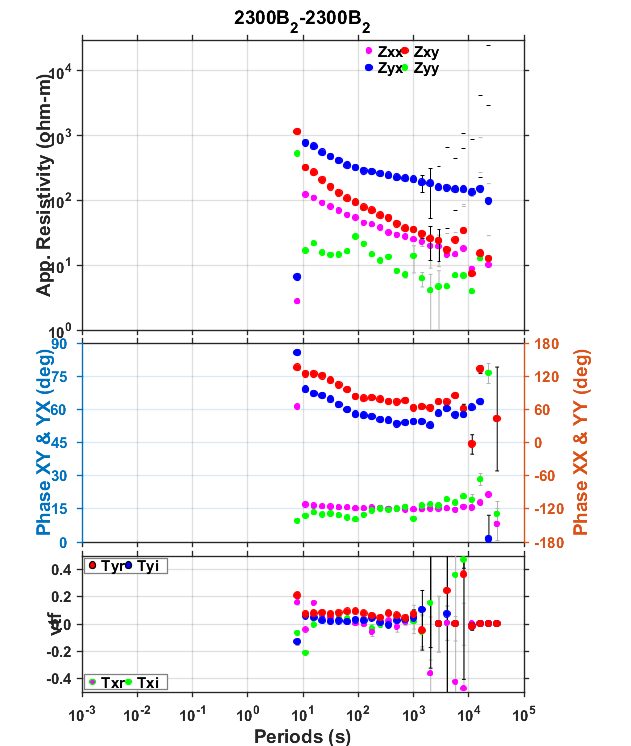 2300B_2-2300B_2
Zxx Zxy
Zyx Zyy
App. Resistivity (ohm-m)
10^4
10^3
10^2
10^1
10^0
Phase XY & YX (deg)
90
75
60
45
30
15
0
Phase XX & YY (deg)
180
120
60
0
-60
-120
-180
vtf
0.4
0.2
0.0
-0.2
-0.4
Tyr Tyi
Txr Txi
10^-3 10^-2 10^-1 10^0 10^1 10^2 10^3 10^4 10^5
Periods (s)